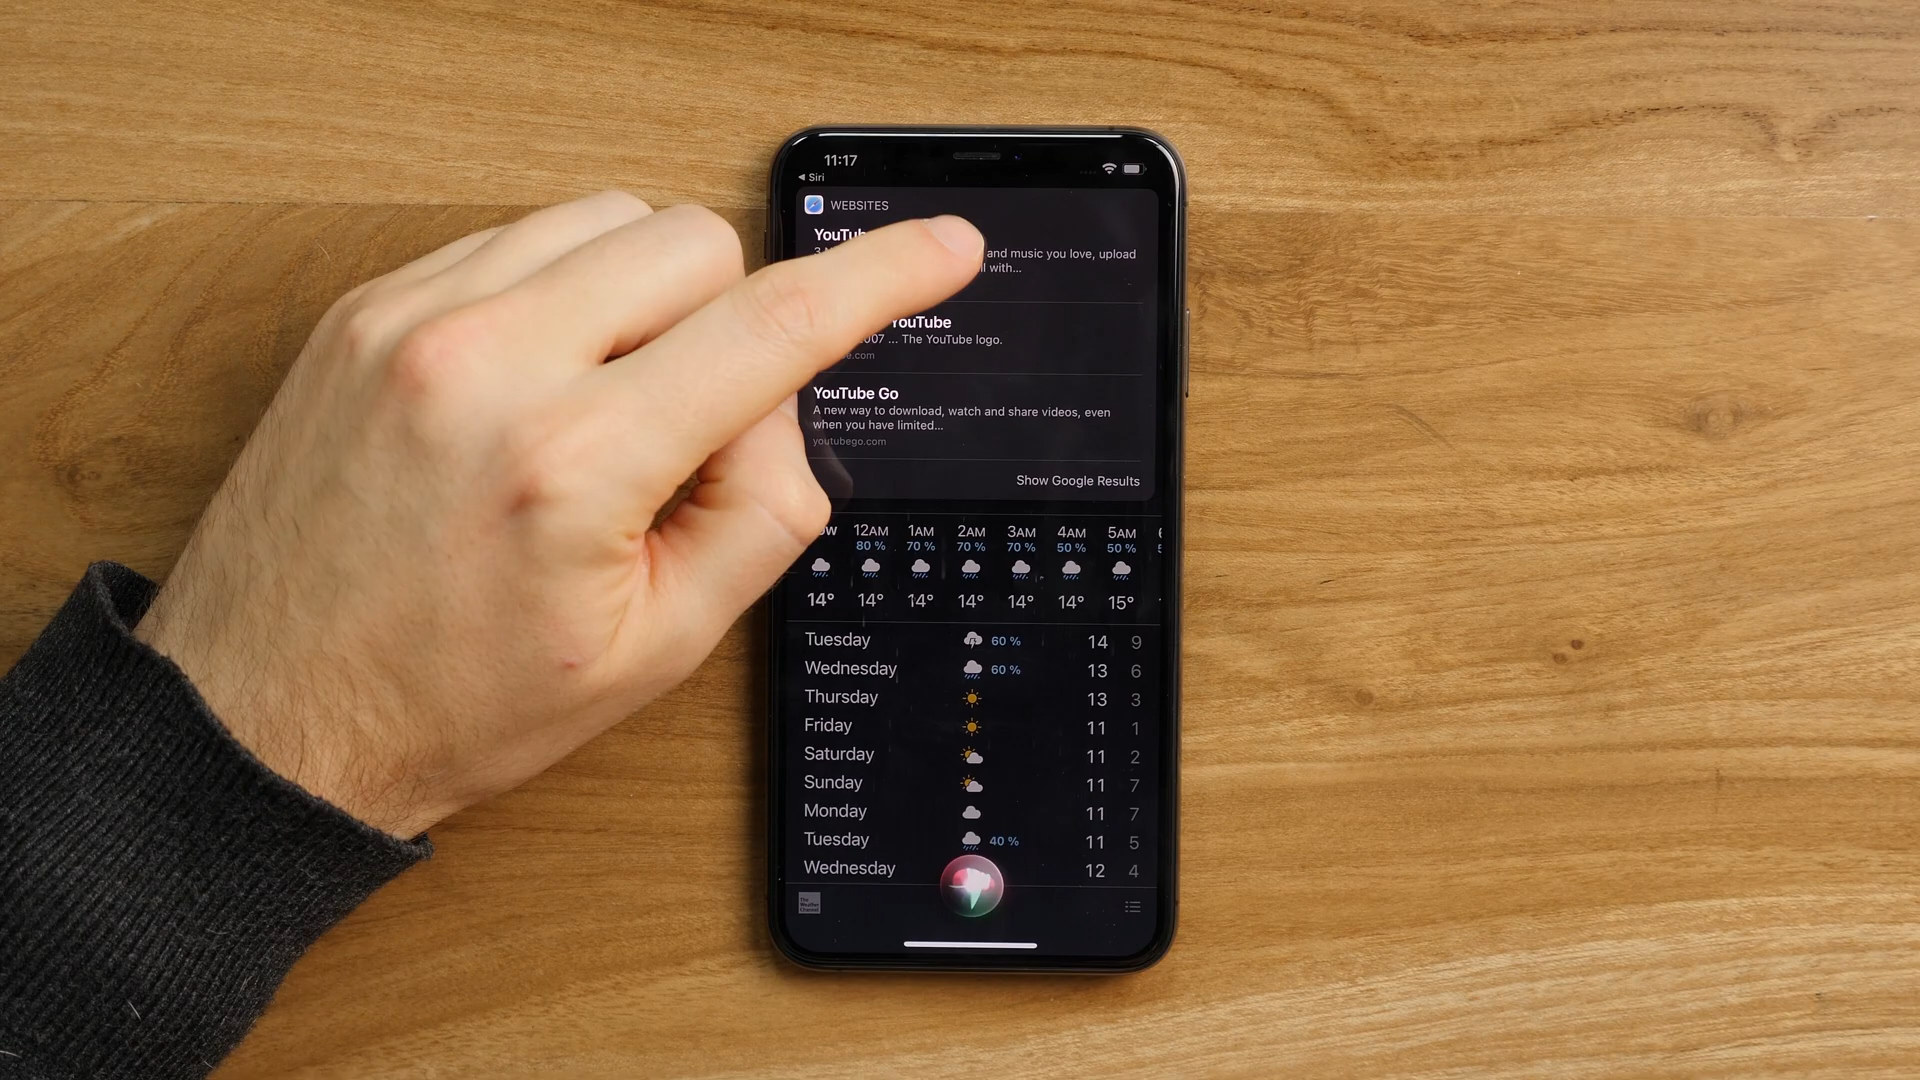 11:17
◀ Siri
WEBSITES
and music you love, upload
with...
YouTube
... The YouTube logo.
YouTube Go
A new way to download, watch and share videos, even
when you have limited...
youtubego.com
Show Google Results
12AM 1AM 2AM 3AM 4AM 5AM
80 % 70 % 70 % 70 % 50 % 50 %
14° 14° 14° 14° 14° 14° 15°
Tuesday 60 % 14 9
Wednesday 60 % 13 6
Thursday 13 3
Friday 11 1
Saturday 11 2
Sunday 11 7
Monday 11 7
Tuesday 40 % 11 5
Wednesday 12 4
The
Weather
Channel